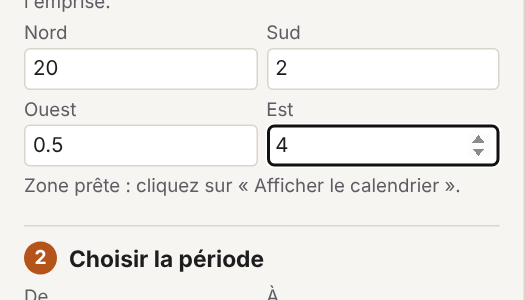 l'emprise.
Nord Sud
20 2
Ouest Est
0.5 4
Zone prête : cliquez sur « Afficher le calendrier ».
2 Choisir la période
De À